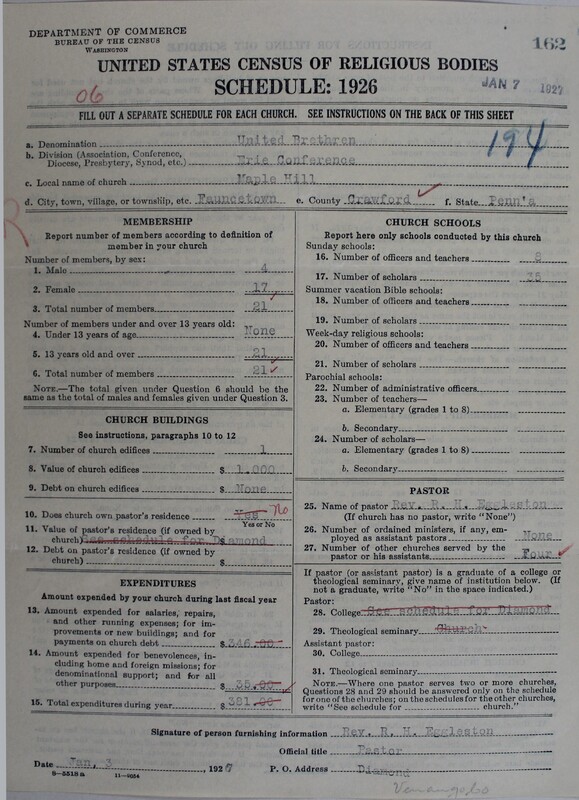 DEPARTMENT OF COMMERCE
BUREAU OF THE CENSUS
WASHINGTON
162
UNITED STATES CENSUS OF RELIGIOUS BODIES
SCHEDULE: 1926
JAN 7 1927
06
FILL OUT A SEPARATE SCHEDULE FOR EACH CHURCH. SEE INSTRUCTIONS ON THE BACK OF THIS SHEET
194
a. Denomination United Brethren
b. Division (Association, Conference, Diocese, Presbytery, Synod, etc.) Erie Conference
c. Local name of church Maple Hill
d. City, town, village, or township, etc. Fauncetown e. County Crawford f. State Penn'a
R
MEMBERSHIP
Report number of members according to definition of
member in your church
Number of members, by sex:
1. Male 4
2. Female 17
3. Total number of members 21
Number of members under and over 13 years old:
4. Under 13 years of age None
5. 13 years old and over 21
6. Total number of members 21
NOTE.—The total given under Question 6 should be
same as the total of males and females given under Question 3.
CHURCH BUILDINGS
See instructions, paragraphs 10 to 12
7. Number of church edifices 1
8. Value of church edifices $ 1.000
9. Debt on church edifices $ None
10. Does church own pastor's residence Yes No
Yes or No
11. Value of pastor's residence (if owned by
church) See schedule for Diamond
12. Debt on pastor's residence (if owned by
church) $
EXPENDITURES
Amount expended by your church during last fiscal year
13. Amount expended for salaries, repairs,
and other running expenses; for im-
provements or new buildings; and for
payments on church debt $ 346.00
14. Amount expended for benevolences, in-
cluding home and foreign missions; for
denominational support; and for all
other purposes $ 35.00
15. Total expenditures during year $ 381.00
CHURCH SCHOOLS
Report here only schools conducted by this church
Sunday schools:
16. Number of officers and teachers 8
17. Number of scholars 35
Summer vacation Bible schools:
18. Number of officers and teachers
19. Number of scholars
Week-day religious schools:
20. Number of officers and teachers
21. Number of scholars
Parochial schools:
22. Number of administrative officers
23. Number of teachers—
a. Elementary (grades 1 to 8)
b. Secondary
24. Number of scholars—
a. Elementary (grades 1 to 8)
b. Secondary
PASTOR
25. Name of pastor Rev. R. H. Eggleston
(If church has no pastor, write "None")
26. Number of ordained ministers, if any, em-
ployed as assistant pastors None
27. Number of other churches served by the
pastor or his assistants Four
If pastor (or assistant pastor) is a graduate of a college or
theological seminary, give name of institution below. (If
not a graduate, write "No" in the space indicated.)
Pastor:
28. College See schedule for Diamond
29. Theological seminary Church
Assistant pastor:
30. College
31. Theological seminary
NOTE.—Where one pastor serves two or more churches,
Questions 28 and 29 should be answered only on the schedule
for one of the churches; on the schedules for the other churches,
write "See schedule for church."
Signature of person furnishing information Rev. R. H. Eggleston
Official title Pastor
Date Jan, 3, 1927 P. O. Address Diamond
9-5518a 11-9054
Venango, Co